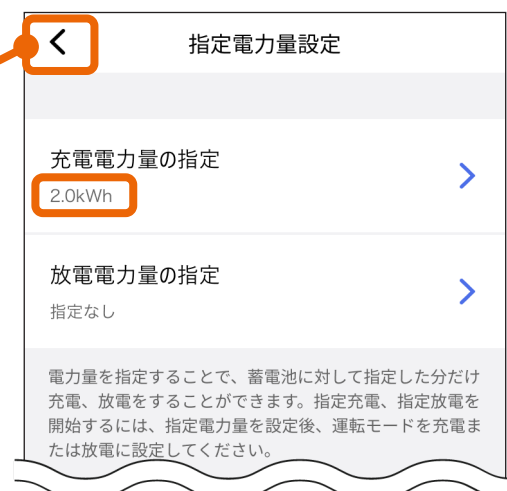 指定電力量設定
充電電力量の指定
2.0kWh
放電電力量の指定
指定なし
電力量を指定することで、蓄電池に対して指定した分だけ
充電、放電をすることができます。指定充電、指定放電を
開始するには、指定電力量を設定後、運転モードを充電ま
たは放電に設定してください。